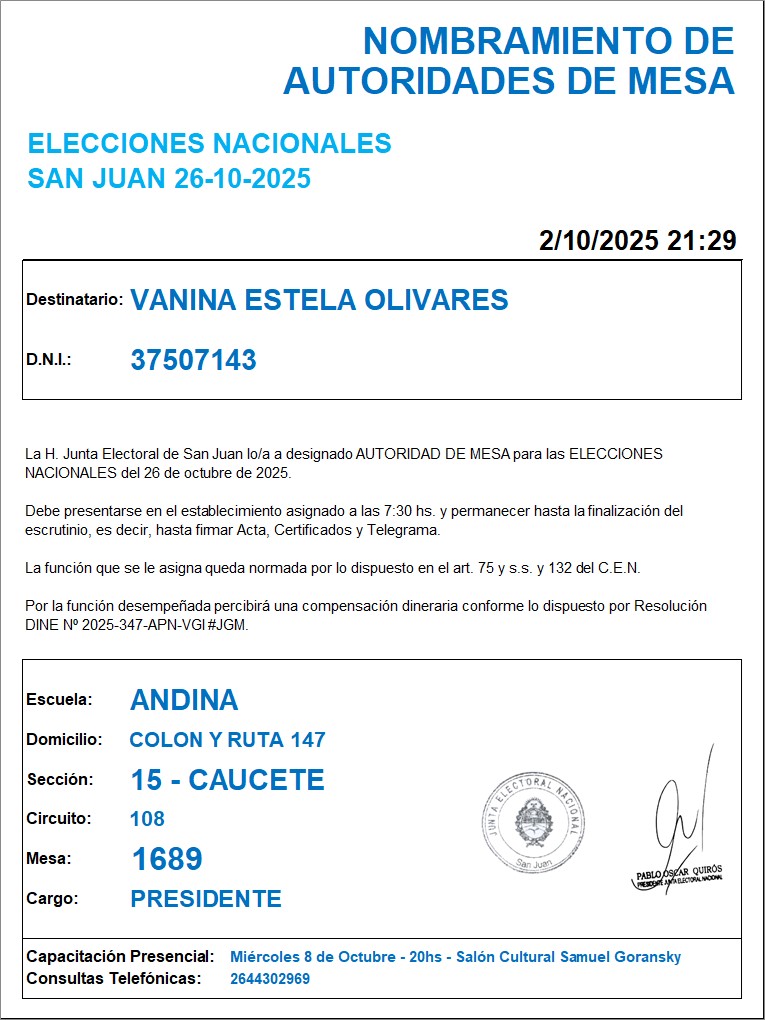 NOMBRAMIENTO DE
AUTORIDADES DE MESA
ELECCIONES NACIONALES
SAN JUAN 26-10-2025
2/10/2025 21:29
Destinatario: VANINA ESTELA OLIVARES
D.N.I.: 37507143
La H. Junta Electoral de San Juan lo/a a designado AUTORIDAD DE MESA para las ELECCIONES
NACIONALES del 26 de octubre de 2025.
Debe presentarse en el establecimiento asignado a las 7:30 hs. y permanecer hasta la finalización del
escrutinio, es decir, hasta firmar Acta, Certificados y Telegrama.
La función que se le asigna queda normada por lo dispuesto en el art. 75 y s.s. y 132 del C.E.N.
Por la función desempeñada percibirá una compensación dineraria conforme lo dispuesto por Resolución
DINE Nº 2025-347-APN-VGI#JGM.
Escuela: ANDINA
Domicilio: COLON Y RUTA 147
Sección: 15 - CAUCETE
Circuito: 108
Mesa: 1689
Cargo: PRESIDENTE
JUNTA ELECTORAL NACIONAL
San Juan
PABLO OSCAR QUIRÓS
PRESIDENTE JUNTA ELECTORAL NACIONAL
Capacitación Presencial: Miércoles 8 de Octubre - 20hs - Salón Cultural Samuel Goransky
Consultas Telefónicas: 2644302969